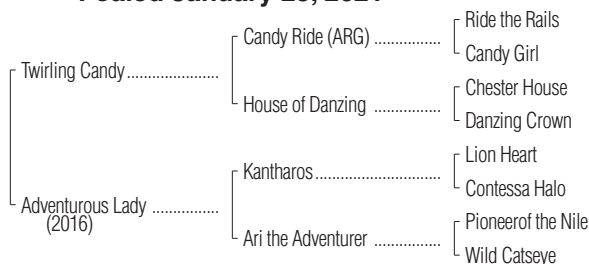 Foaled January 2021
Ride the Rails
Candy Ride (ARG) ................
Candy Girl
Twirling Candy ......................
Chester House
House of Danzing ................
Danzing Crown
Lion Heart
Kantharos ..............................
Contessa Halo
Adventurous Lady ................
(2016)
Pioneerof the Nile
Ari the Adventurer ................
Wild Catseye